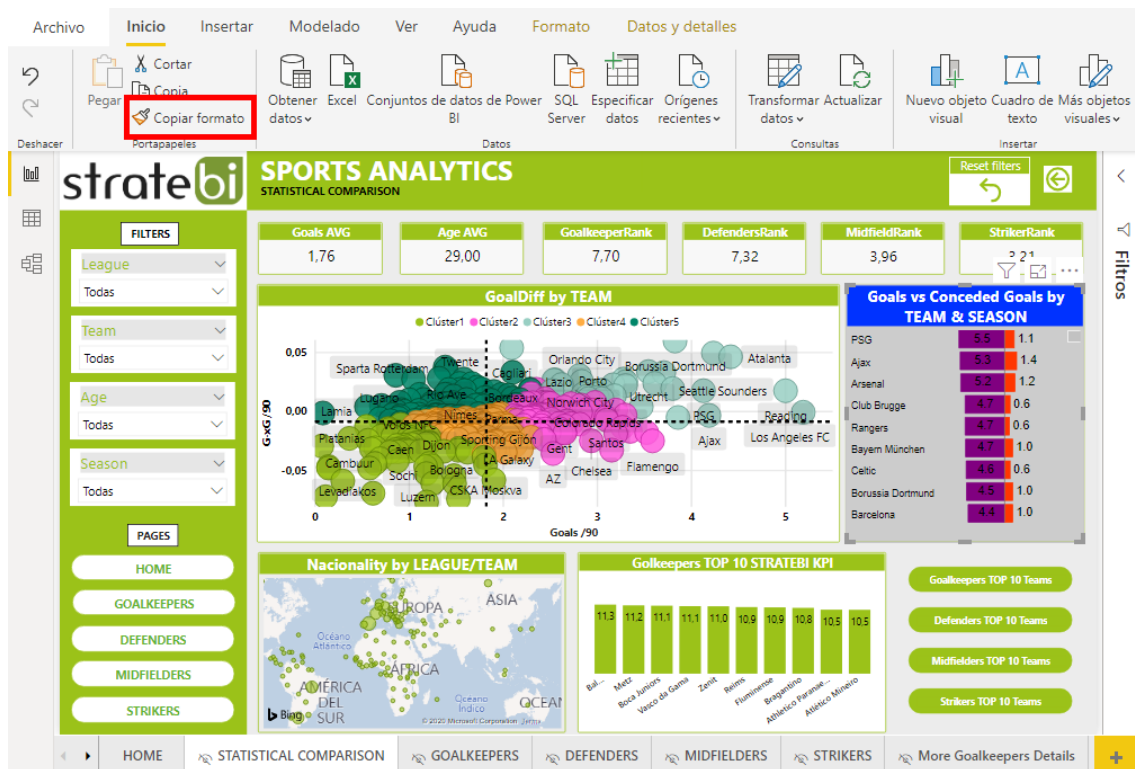 Archivo Inicio Insertar Modelado Ver Ayuda Formato Datos y detalles
Cortar
Copia
Copiar formato
Pegar
Deshacer
Portapapeles
Obtener datos
Excel
Conjuntos de datos de Power BI
SQL Server
Especificar datos
Orígenes recientes
Datos
Transformar datos
Actualizar
Consultas
Nuevo objeto visual
Cuadro de texto
Más objetos visuales
Insertar
stratebi
SPORTS ANALYTICS
STATISTICAL COMPARISON
Reset filters
Filtros
FILTERS
League
Todas
Team
Todas
Age
Todas
Season
Todas
PAGES
HOME
GOALKEEPERS
DEFENDERS
MIDFIELDERS
STRIKERS
Goals AVG
1,76
Age AVG
29,00
GoalkeeperRank
7,70
DefendersRank
7,32
MidfieldRank
3,96
StrikerRank
3,21
GoalDiff by TEAM
Clúster1 Clúster2 Clúster3 Clúster4 Clúster5
G-xG /90
0,05
0,00
-0,05
Sparta Rotterdam
Twente
Cagliari
Orlando City
Borussia Dortmund
Atalanta
Lugano
Rio Ave
Bordeaux
Lazio
Porto
Utrecht
Seattle Sounders
Norwich City
Lamia
Nimes
Parma
Colorado Rapids
PSG
Reading
Platanias
Volos NFC
Caen
Dijon
Sporting Gijón
Gent
Santos
Ajax
Los Angeles FC
Cambuur
Sochi
Bologna
LA Galaxy
AZ
Chelsea
Flamengo
Levadiakos
Luzern
CSKA Moskva
0 1 2 3 4 5
Goals /90
Goals vs Conceded Goals by
TEAM & SEASON
PSG 5.5 1.1
Ajax 5.3 1.4
Arsenal 5.2 1.2
Club Brugge 4.7 0.6
Rangers 4.7 0.6
Bayern München 4.7 1.0
Celtic 4.6 0.6
Borussia Dortmund 4.5 1.0
Barcelona 4.4 1.0
Nacionality by LEAGUE/TEAM
EUROPA
ASIA
Océano
Atlántico
ÁFRICA
AMÉRICA
DEL
SUR
Oceano
Índico
OCEAN
Bing
© 2020 Microsoft Corporation Terms
Golkeepers TOP 10 STRATEBI KPI
11.3 11.2 11.1 11.1 11.0 10.9 10.9 10.8 10.5 10.5
Bal...
Metz
Boca Juniors
Vasco da Gama
Zenit
Reims
Fluminense
Bragantino
Athletico Paranae...
Atlético Mineiro
Goalkeepers TOP 10 Teams
Defenders TOP 10 Teams
Midfielders TOP 10 Teams
Strikers TOP 10 Teams
HOME STATISTICAL COMPARISON GOALKEEPERS DEFENDERS MIDFIELDERS STRIKERS More Goalkeepers Details +